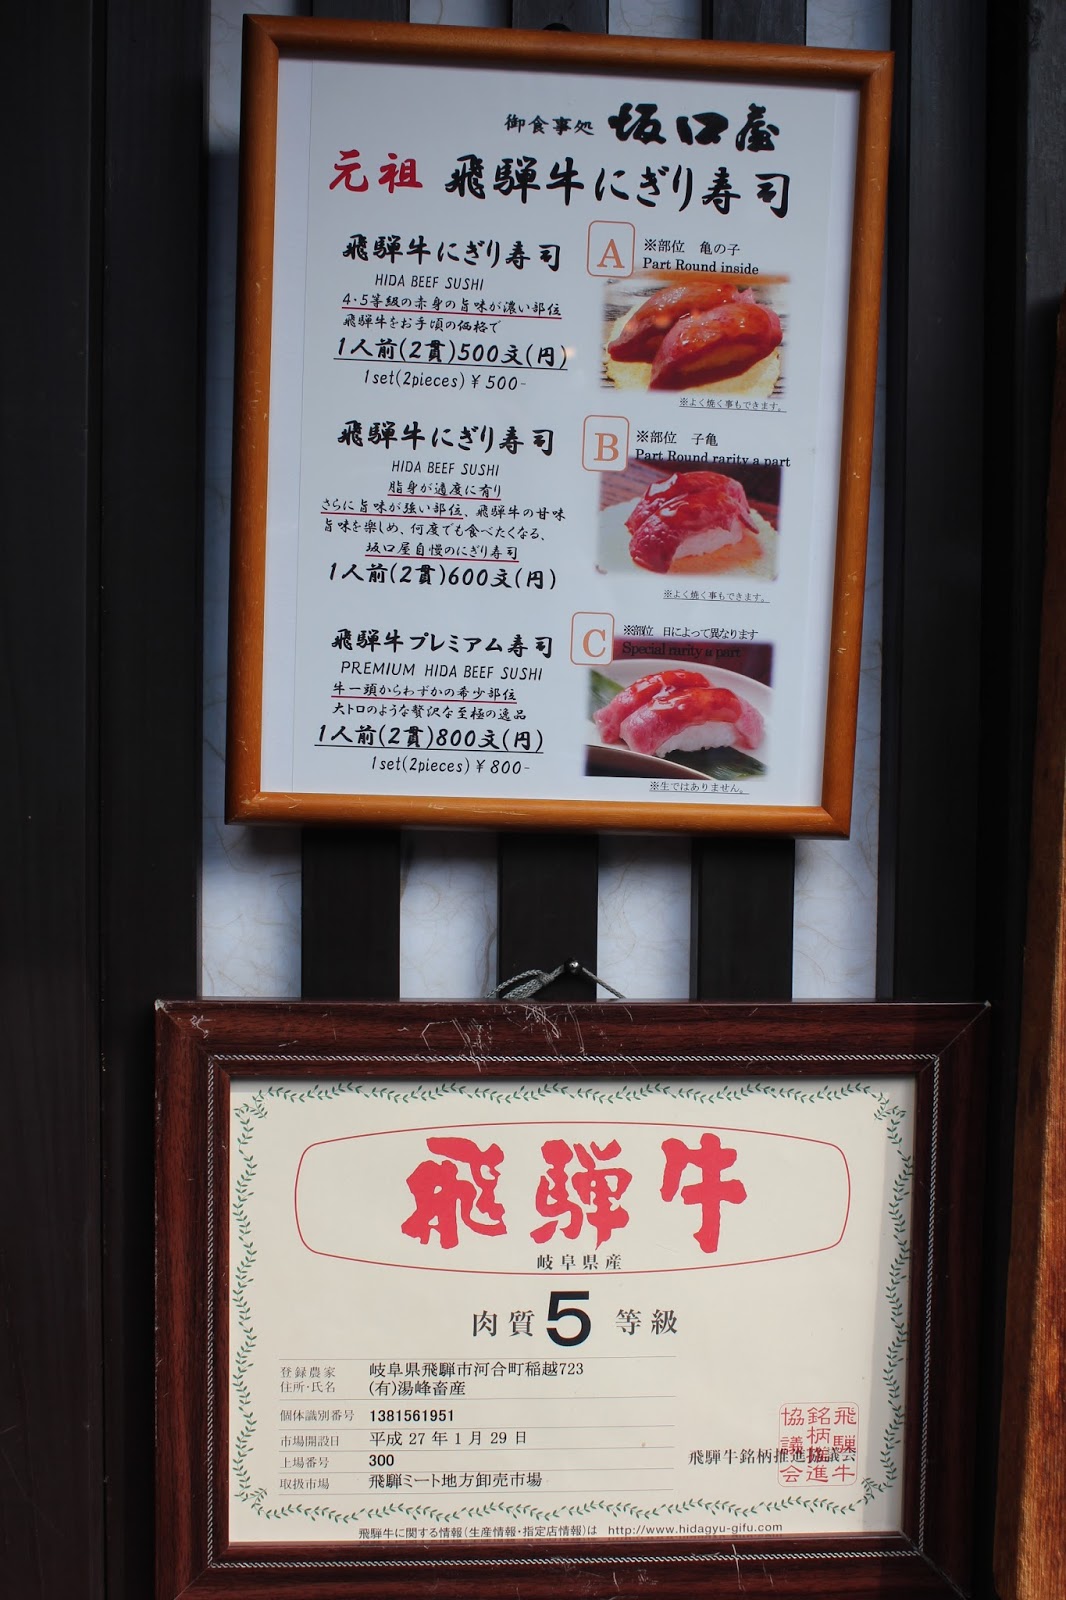 御食事処 坂口屋
元祖 飛騨牛にぎり寿司
飛騨牛にぎり寿司
HIDA BEEF SUSHI
4・5等級の赤身の旨味が濃い部位
飛騨牛をお手頃の価格で
1人前(2貫)500文(円)
1set(2pieces)￥500-
A
※部位 亀の子
Part Round inside
※よく焼く事もできます。
飛騨牛にぎり寿司
HIDA BEEF SUSHI
脂身が適度に有り
さらに旨味が強い部位、飛騨牛の甘味
旨味を楽しめ、何度でも食べたくなる、
坂口屋自慢のにぎり寿司
1人前(2貫)600文(円)
B
※部位 子亀
Part Round rarity a part
※よく焼く事もできます。
飛騨牛プレミアム寿司
PREMIUM HIDA BEEF SUSHI
牛一頭からわずかの希少部位
大トロのような贅沢な至極の逸品
1人前(2貫)800文(円)
1set(2pieces)￥800-
C
※部位 日によって異なります
Special rarity a part
※生ではありません。
飛騨牛
岐阜県産
肉質5等級
登録農家 住所・氏名 岐阜県飛騨市河合町稲越723
(有)湯峰畜産
個体識別番号 1381561951
市場開設日 平成 27 年 1 月 29 日
上場番号 300
取扱市場 飛騨ミート地方卸売市場
飛騨牛銘柄推進協議会
飛騨牛銘柄推進協議会
飛騨牛に関する情報(生産情報・指定店情報)は http://www.hidagyu-gifu.com